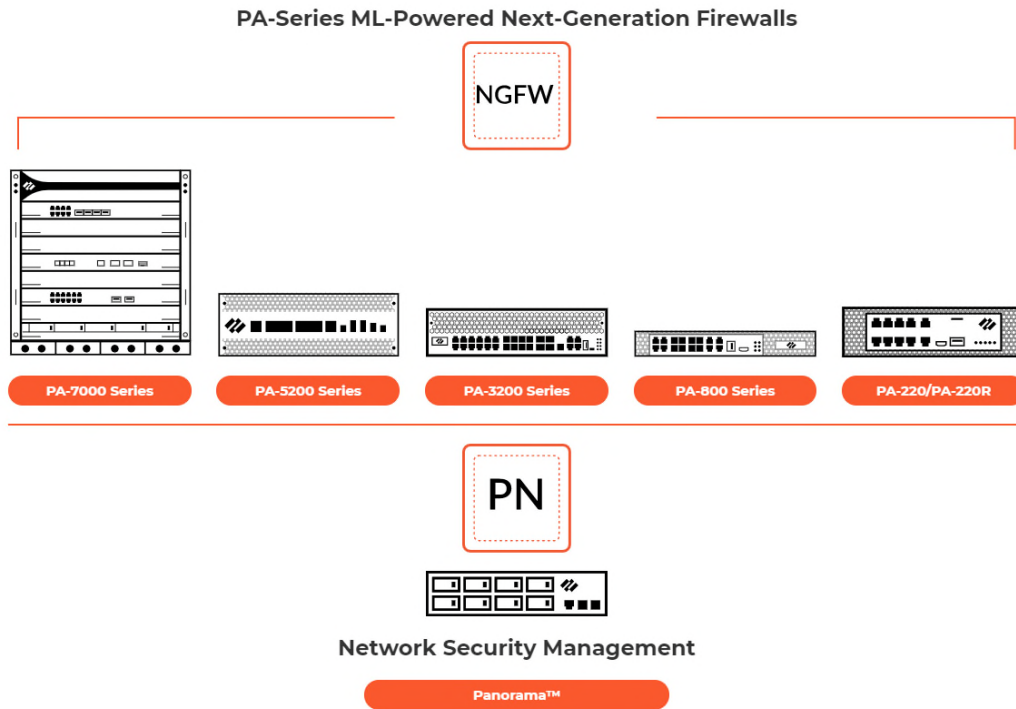 PA-Series ML-Powered Next-Generation Firewalls
NGFW
PA-7000 Series
PA-5200 Series
PA-3200 Series
PA-800 Series
PA-220/PA-220R
PN
Network Security Management
Panorama™